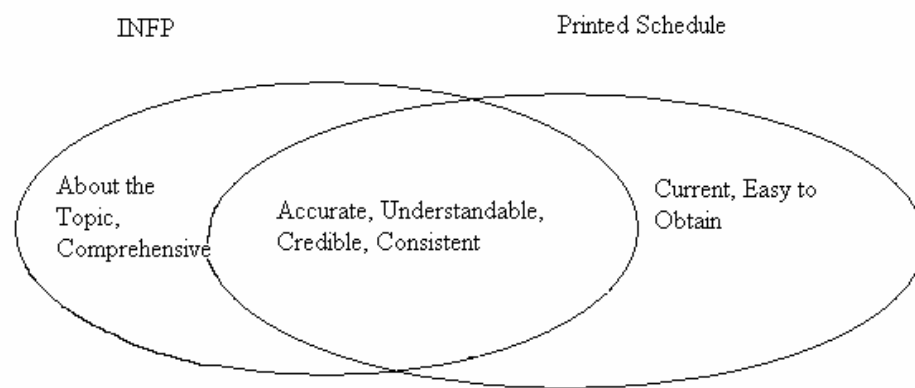 INFP
Printed Schedule
About the
Topic,
Comprehensive
Accurate, Understandable,
Credible, Consistent
Current, Easy to
Obtain